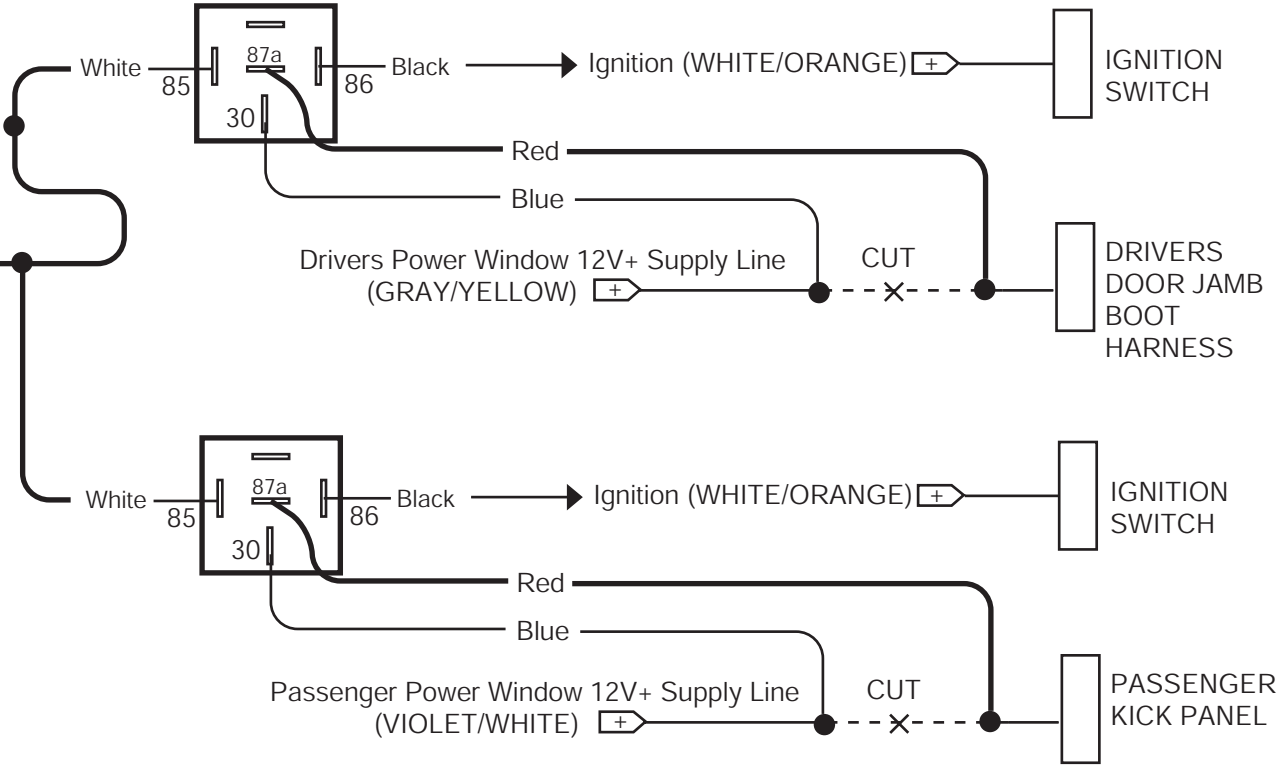 White
85
87a
30
86
Black
Ignition (WHITE/ORANGE)
+
IGNITION
SWITCH
Red
Blue
Drivers Power Window 12V+ Supply Line
(GRAY/YELLOW)
+
CUT
DRIVERS
DOOR JAMB
BOOT
HARNESS
White
85
87a
30
86
Black
Ignition (WHITE/ORANGE)
+
IGNITION
SWITCH
Red
Blue
Passenger Power Window 12V+ Supply Line
(VIOLET/WHITE)
+
CUT
PASSENGER
KICK PANEL